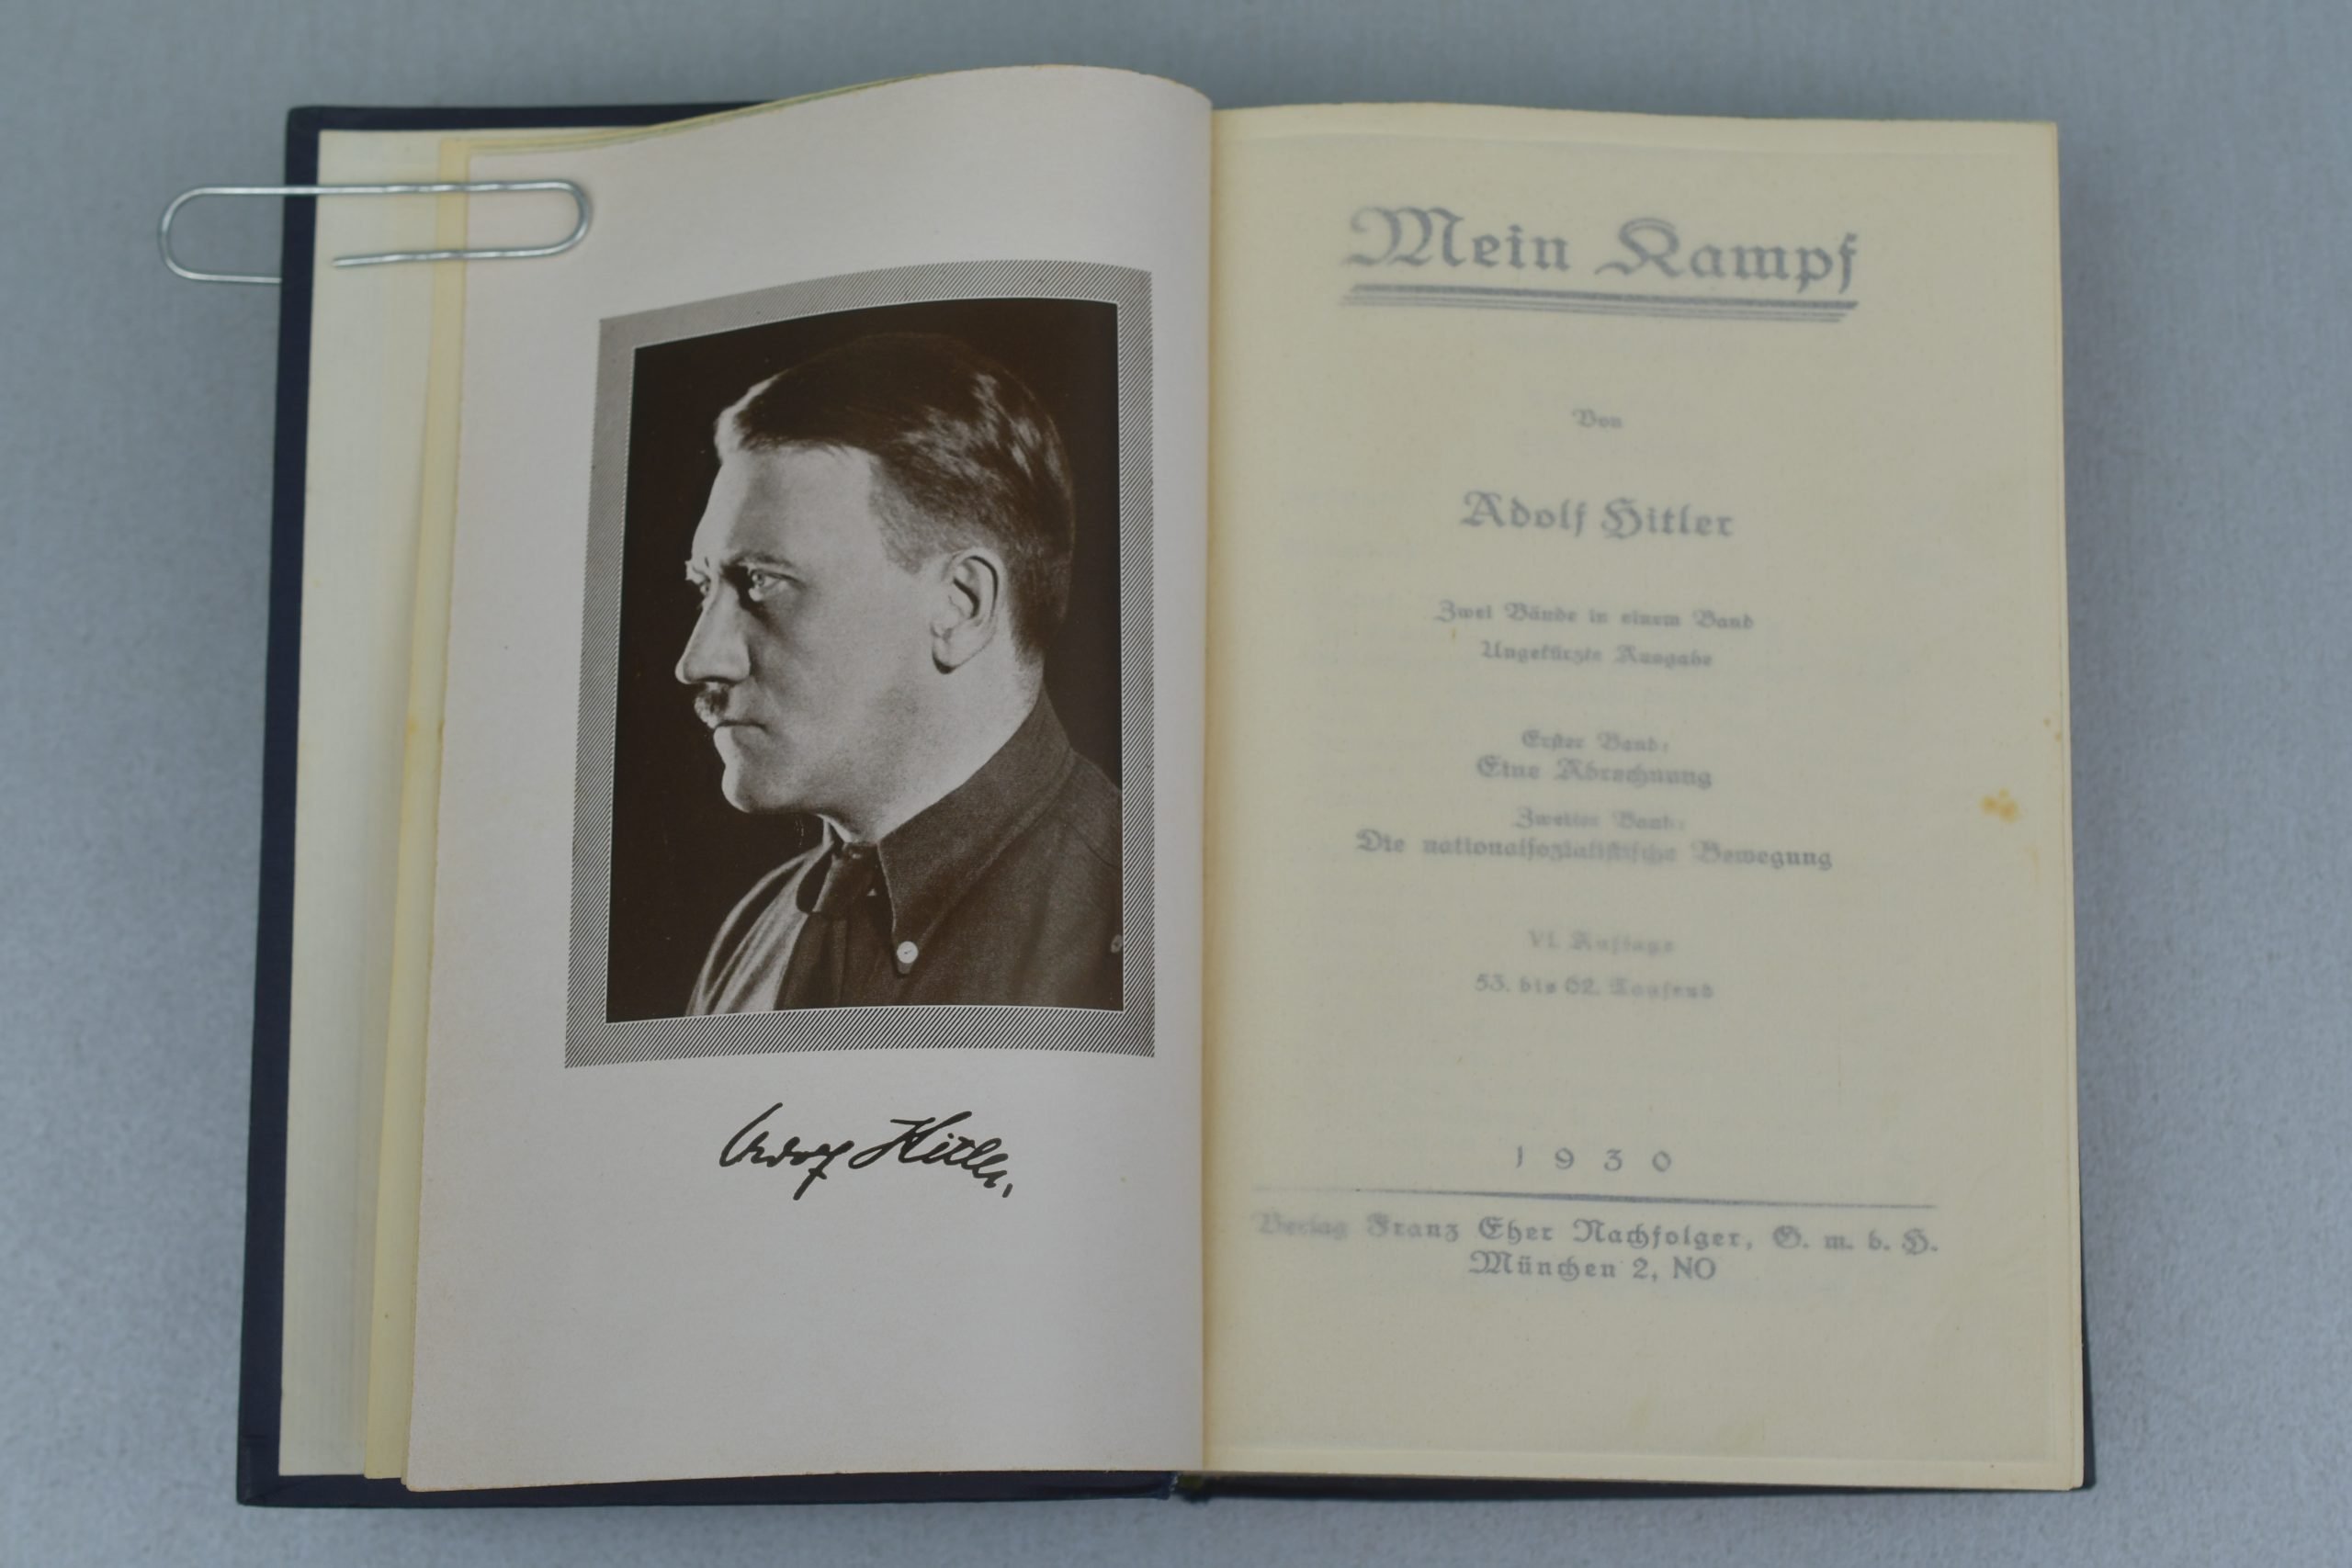 Adolf Hitler.
Mein Kampf
Von
Adolf Hitler
Zwei Bände in einem Band
Ungekürzte Ausgabe
Erster Band:
Eine Abrechnung
Zweiter Band:
Die nationalsozialistische Bewegung
VI. Auflage
53. bis 62. Tausend
1930
Verlag Franz Eher Nachfolger, G. m. b. H.
München 2, NO